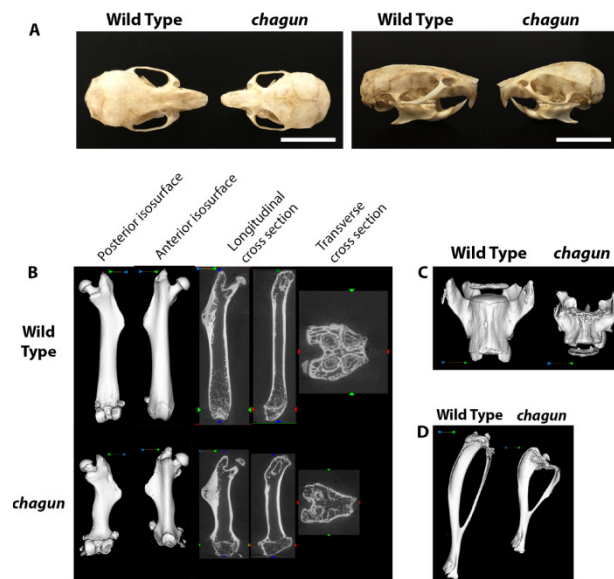 A
Wild Type
chagun
Wild Type
chagun
Posterior isosurface
Anterior isosurface
Longitudinal
cross section
Transverse
cross section
B
Wild
Type
chagun
C
Wild Type
chagun
D
Wild Type
chagun